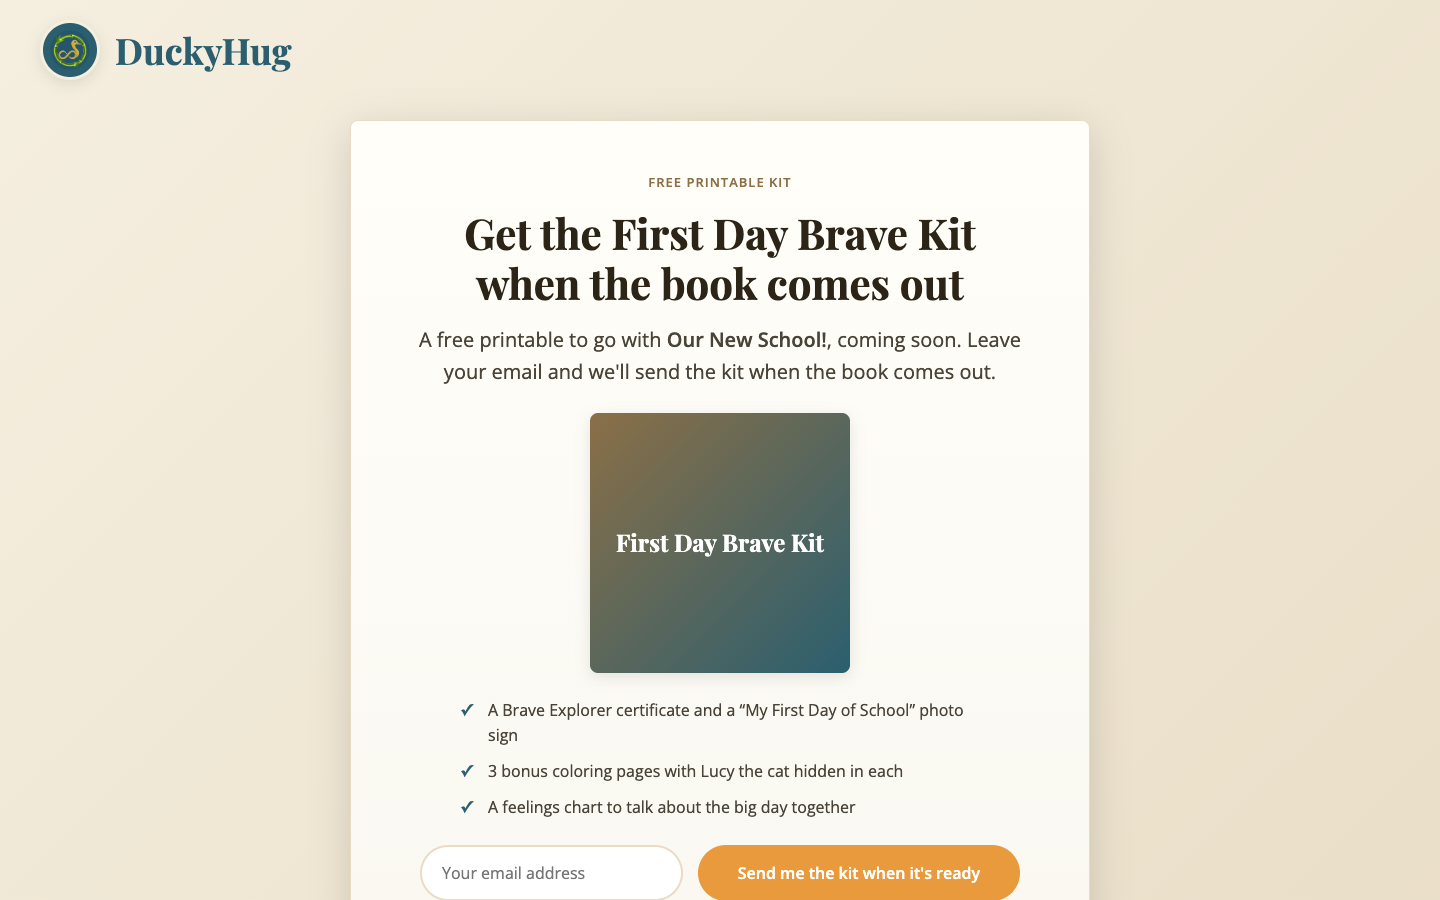 DuckyHug
FREE PRINTABLE KIT
Get the First Day Brave Kit
when the book comes out
A free printable to go with Our New School!, coming soon. Leave
your email and we'll send the kit when the book comes out.
First Day Brave Kit
✓ A Brave Explorer certificate and a “My First Day of School” photo
sign
✓ 3 bonus coloring pages with Lucy the cat hidden in each
✓ A feelings chart to talk about the big day together
Your email address
Send me the kit when it's ready